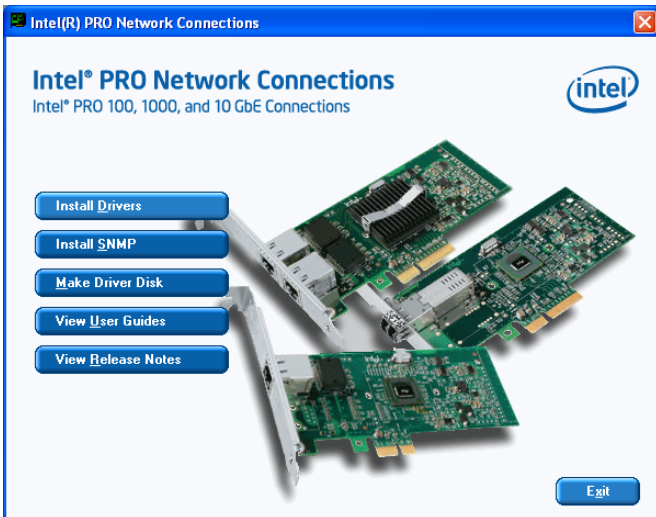 Intel(R) PRO Network Connections
Intel® PRO Network Connections
Intel® PRO 100, 1000, and 10 GbE Connections
intel
Install Drivers
Install SNMP
Make Driver Disk
View User Guides
View Release Notes
Exit